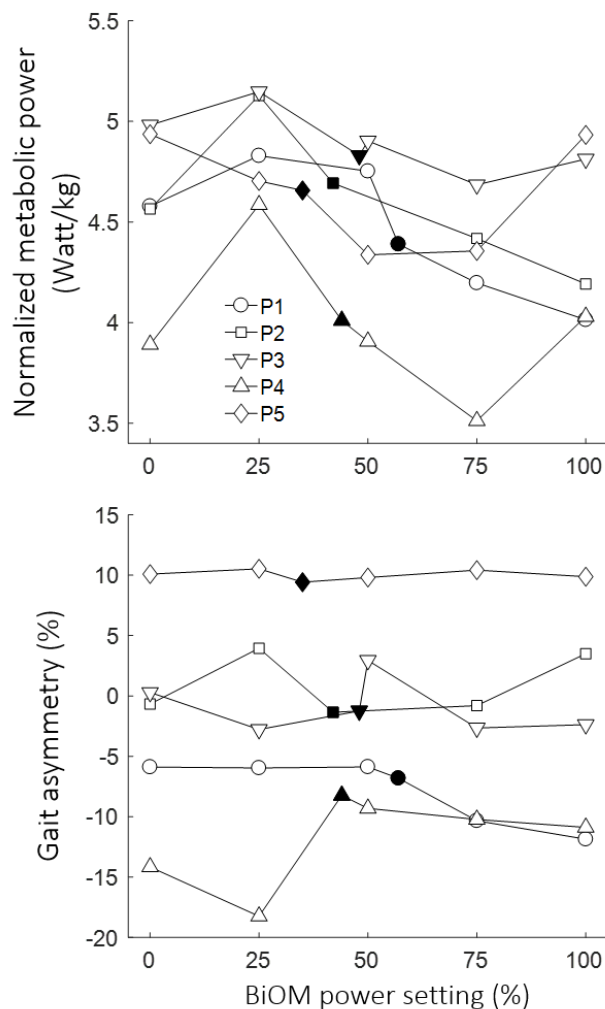 Normalized metabolic power
(Watt/kg)
5.5
5
4.5
4
3.5
P1
P2
P3
P4
P5
0 25 50 75 100
Gait asymmetry (%)
15
10
5
0
-5
-10
-15
-20
0 25 50 75 100
BiOM power setting (%)